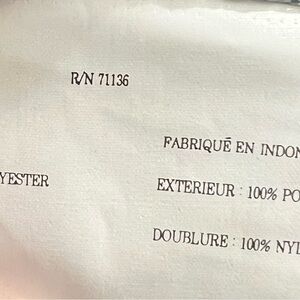 R/N 71136
FABRIQUÉ EN INDON
YESTER
EXTERIEUR : 100% PO
DOUBLURE : 100% NYL